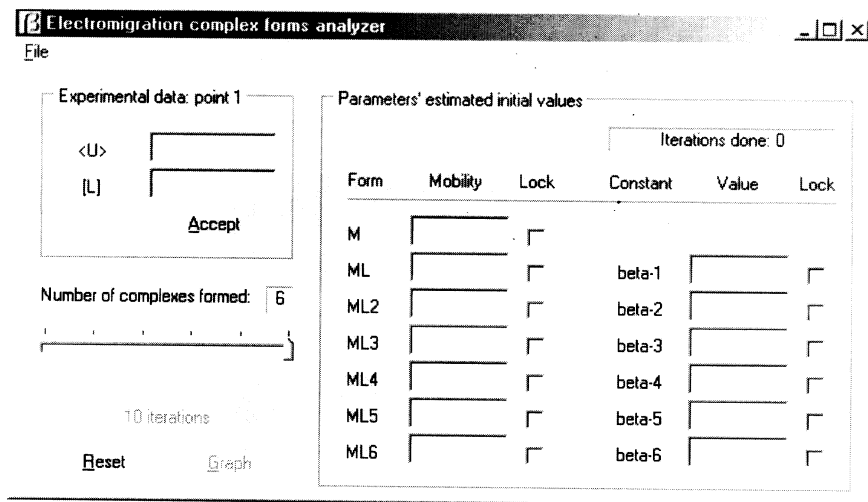 β Electromigration complex forms analyzer
File
Experimental data: point 1
<U>
[L]
Accept
Number of complexes formed: 6
10 iterations
Reset Graph
Parameters' estimated initial values
Iterations done: 0
Form Mobility Lock Constant Value Lock
M
ML beta-1
ML2 beta-2
ML3 beta-3
ML4 beta-4
ML5 beta-5
ML6 beta-6